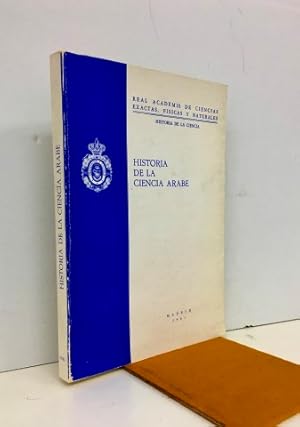 REAL ACADEMIA DE CIENCIAS
EXACTAS, FISICAS Y NATURALES
HISTORIA DE LA CIENCIA
HISTORIA
DE LA
CIENCIA ARABE
MADRID
HISTORIA DE LA CIENCIA ARABE